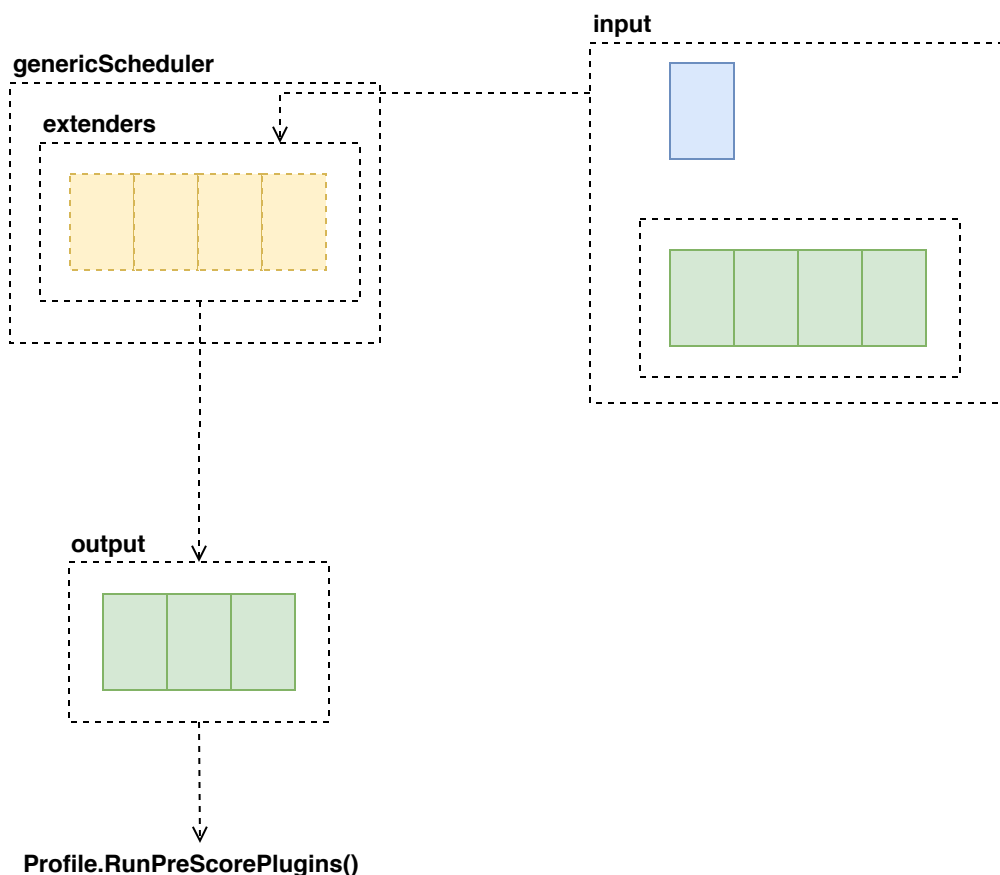 input
genericScheduler
extenders
output
Profile.RunPreScorePlugins()